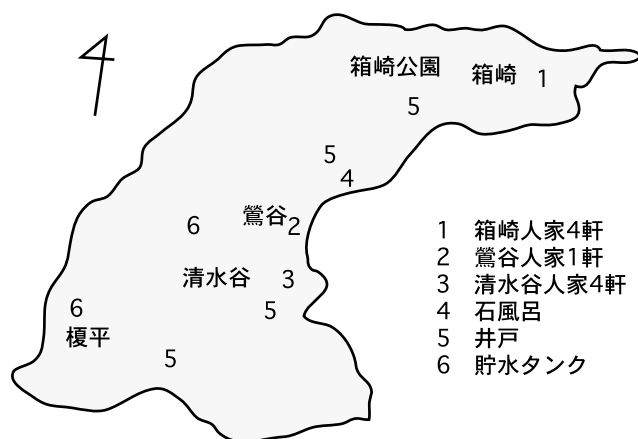 箱崎公園
箱崎
1
5
5
4
6
鶯谷
2
清水谷
3
6
5
榎平
5
1 箱崎人家4軒
2 鶯谷人家1軒
3 清水谷人家4軒
4 石風呂
5 井戸
6 貯水タンク